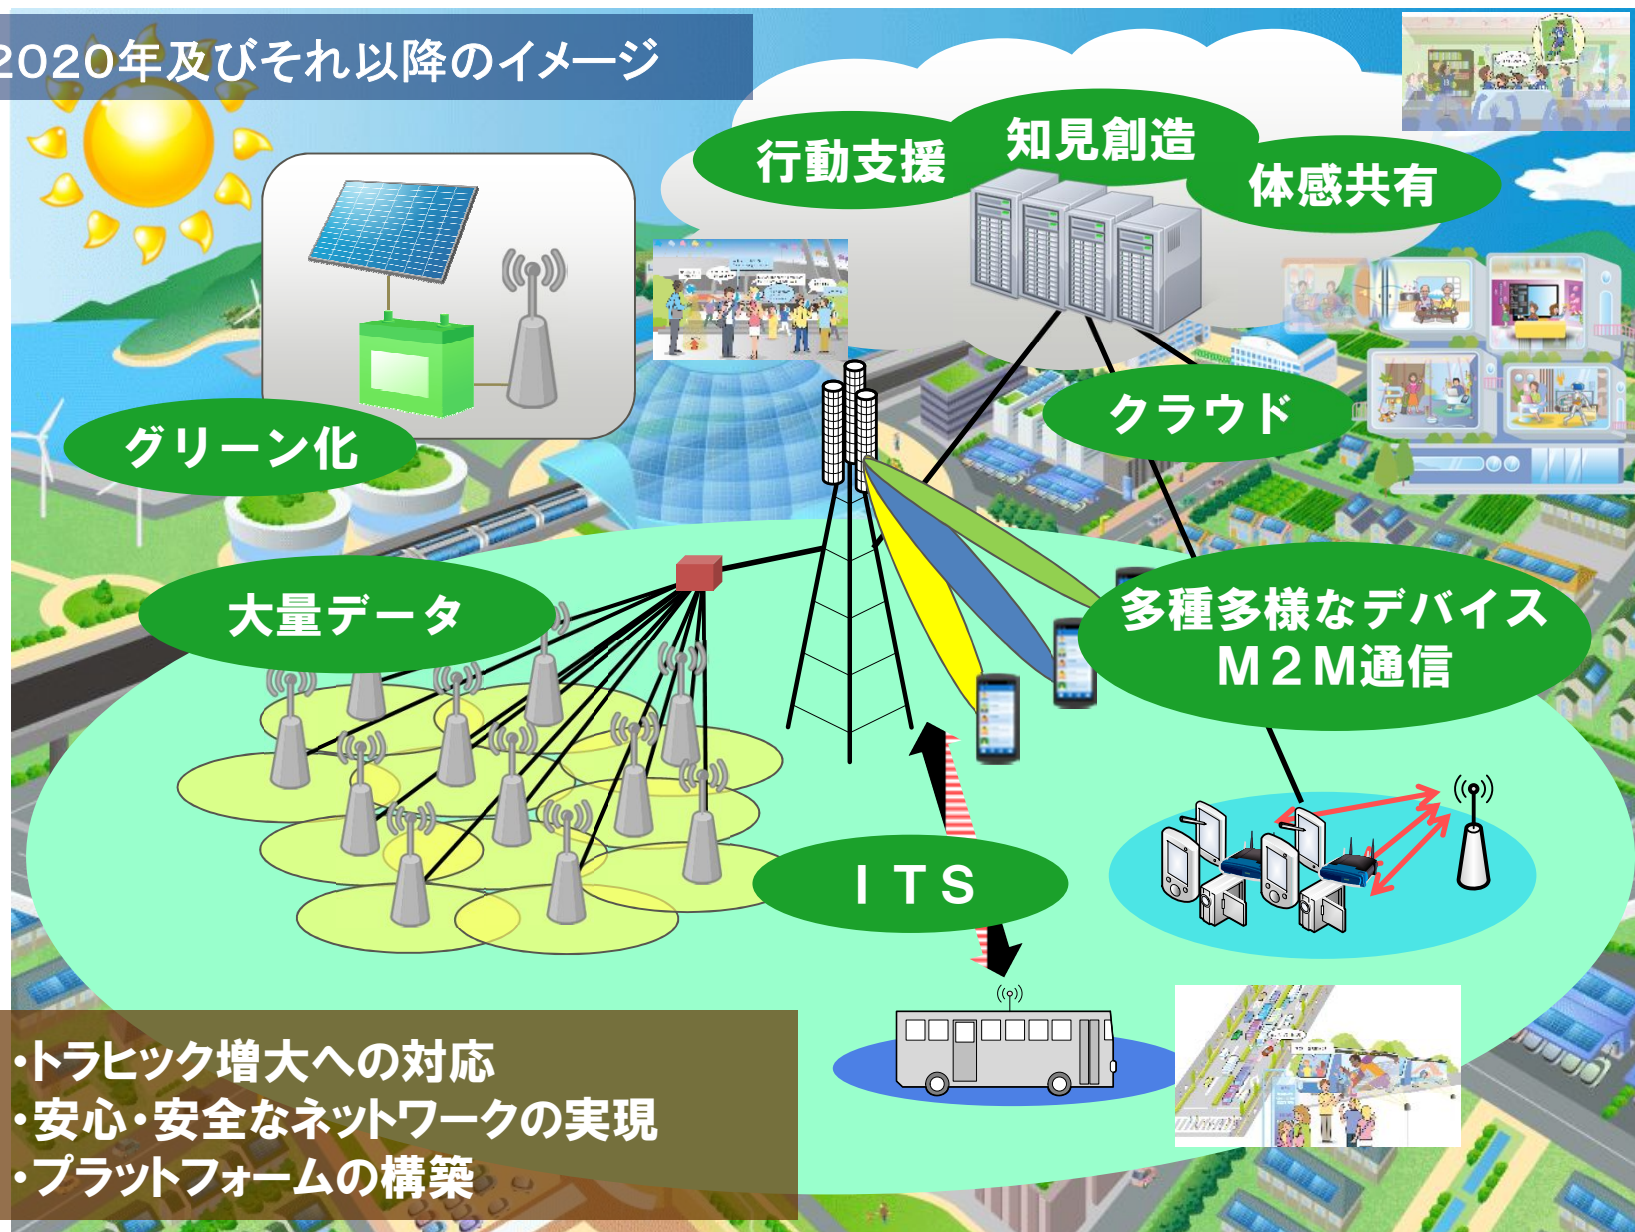 2020年及びそれ以降のイメージ
行動支援
知見創造
体感共有
グリーン化
クラウド
大量データ
多種多様なデバイス
M2M通信
ITS
・トラヒック増大への対応
・安心・安全なネットワークの実現
・プラットフォームの構築